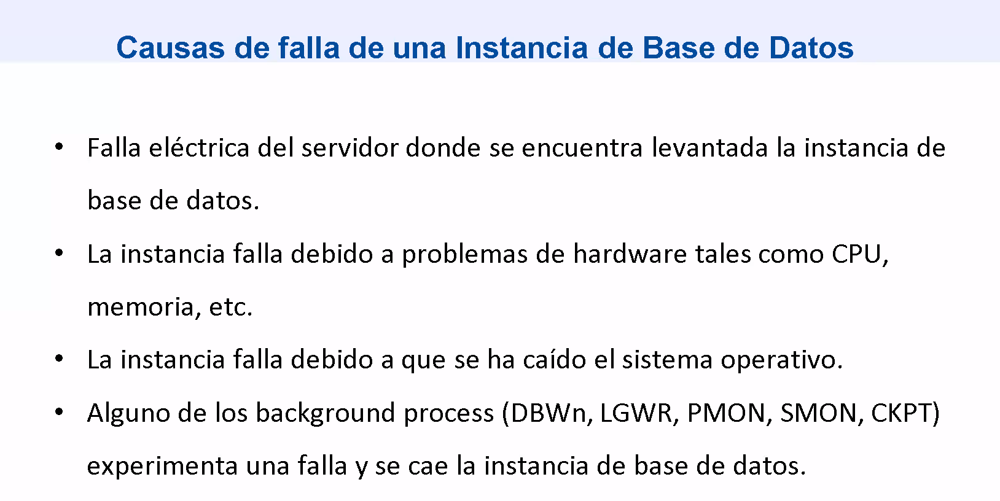 Causas de falla de una Instancia de Base de Datos
• Falla eléctrica del servidor donde se encuentra levantada la instancia de
base de datos.
• La instancia falla debido a problemas de hardware tales como CPU,
memoria, etc.
• La instancia falla debido a que se ha caído el sistema operativo.
• Alguno de los background process (DBWn, LGWR, PMON, SMON, CKPT)
experimenta una falla y se cae la instancia de base de datos.